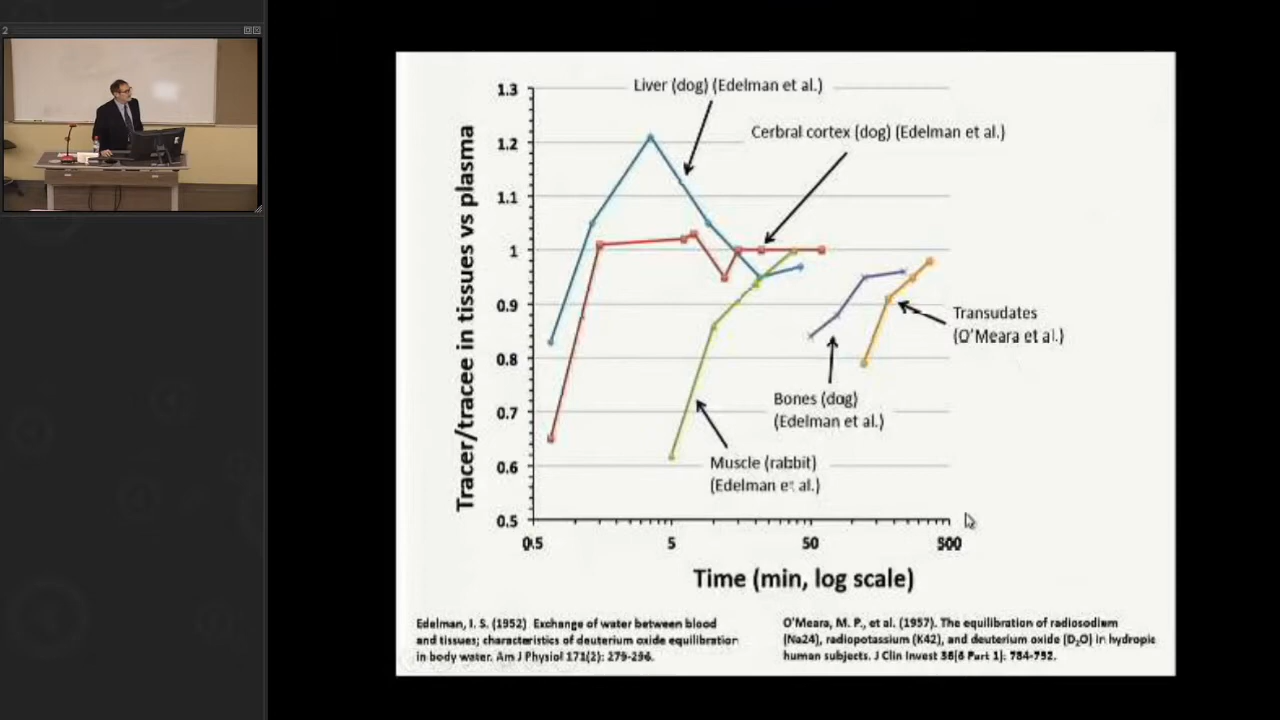 2
Liver (dog) (Edelman et al.)
Cerbral cortex (dog) (Edelman et al.)
1.3
1.2
1.1
1
0.9
0.8
0.7
0.6
0.5
Tracer/tracee in tissues vs plasma
Transudates
(O'Meara et al.)
Bones (dog)
(Edelman et al.)
Muscle (rabbit)
(Edelman et al.)
0.5 5 50 500
Time (min, log scale)
Edelman, I. S. (1952) Exchange of water between blood
and tissues; characteristics of deuterium oxide equilibration
in body water. Am J Physiol 171(2): 279-296.
O'Meara, M. P., et al. (1957). The equilibration of radiosodium
(Na24), radiopotassium (K42), and deuterium oxide (D₂O) in hydropic
human subjects. J Clin Invest 36(6 Part 1): 784-792.